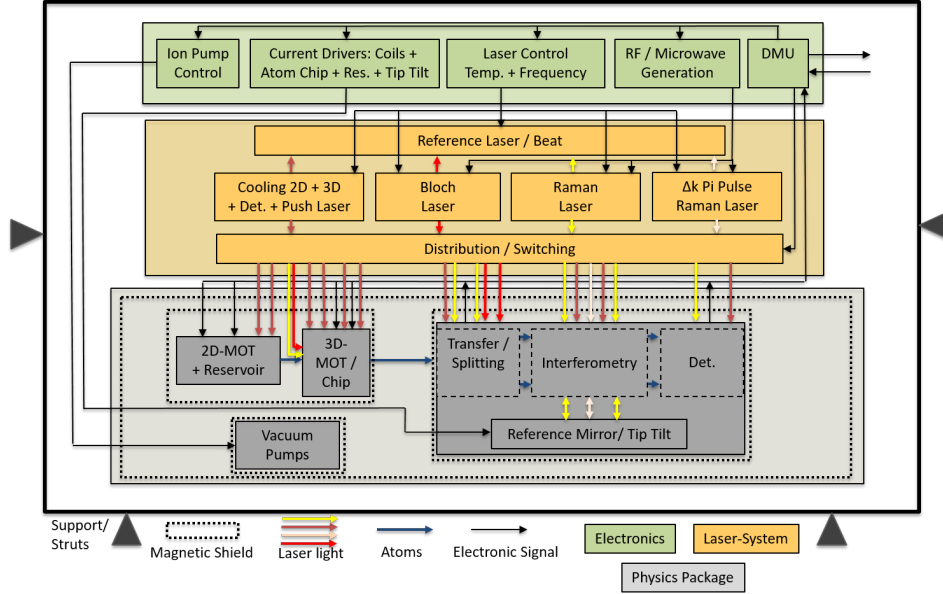 Ion Pump
Control
Current Drivers: Coils +
Atom Chip + Res. + Tip Tilt
Laser Control
Temp. + Frequency
RF / Microwave
Generation
DMU
Reference Laser / Beat
Cooling 2D + 3D
+ Det. + Push Laser
Bloch
Laser
Raman
Laser
Δk Pi Pulse
Raman Laser
Distribution / Switching
2D-MOT
+ Reservoir
3D-
MOT /
Chip
Transfer /
Splitting
Interferometry
Det.
Reference Mirror/ Tip Tilt
Vacuum
Pumps
Support/
Struts
Magnetic Shield
Laser light
Atoms
Electronic Signal
Electronics
Laser-System
Physics Package